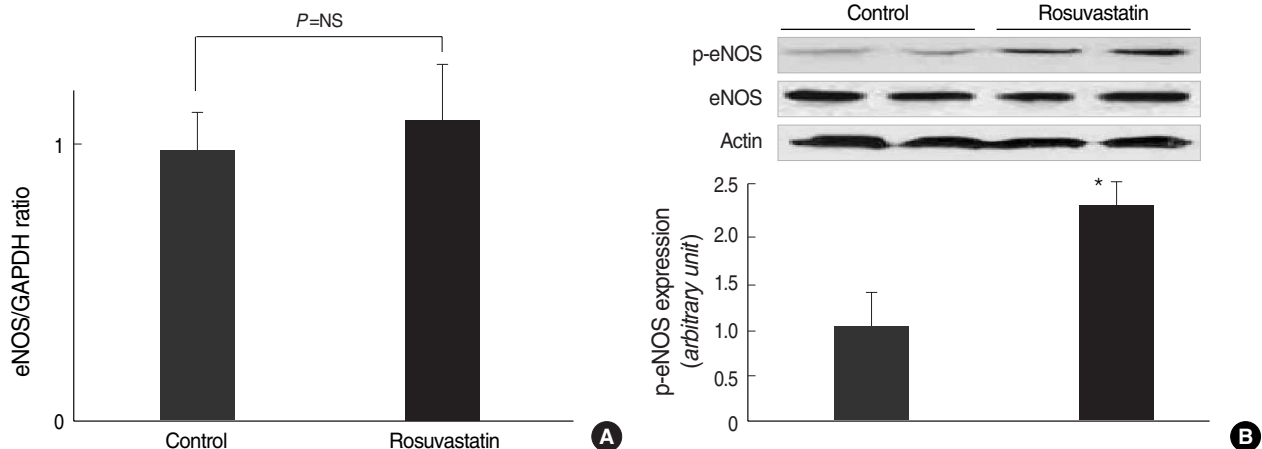 P=NS
1
0
eNOS/GAPDH ratio
Control Rosuvastatin
A
Control Rosuvastatin
p-eNOS
eNOS
Actin
2.5
2.0
1.5
1.0
0.5
0
p-eNOS expression
(arbitrary unit)
*
B